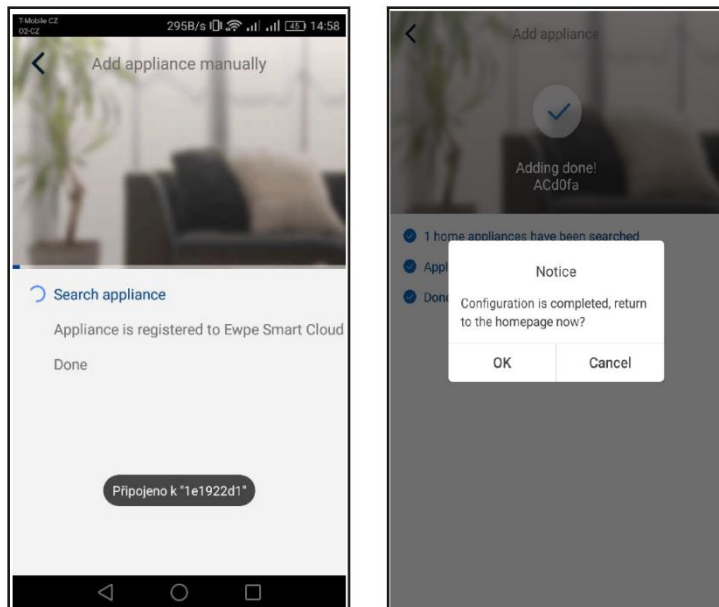 T-Mobile CZ
O2-CZ
295B/s
45
14:58
Add appliance manually
Search appliance
Appliance is registered to Ewpe Smart Cloud
Done
Připojeno k "1e1922d1"
Add appliance
Adding done!
ACd0fa
1 home appliances have been searched
Appl
Done
Notice
Configuration is completed, return
to the homepage now?
OK
Cancel